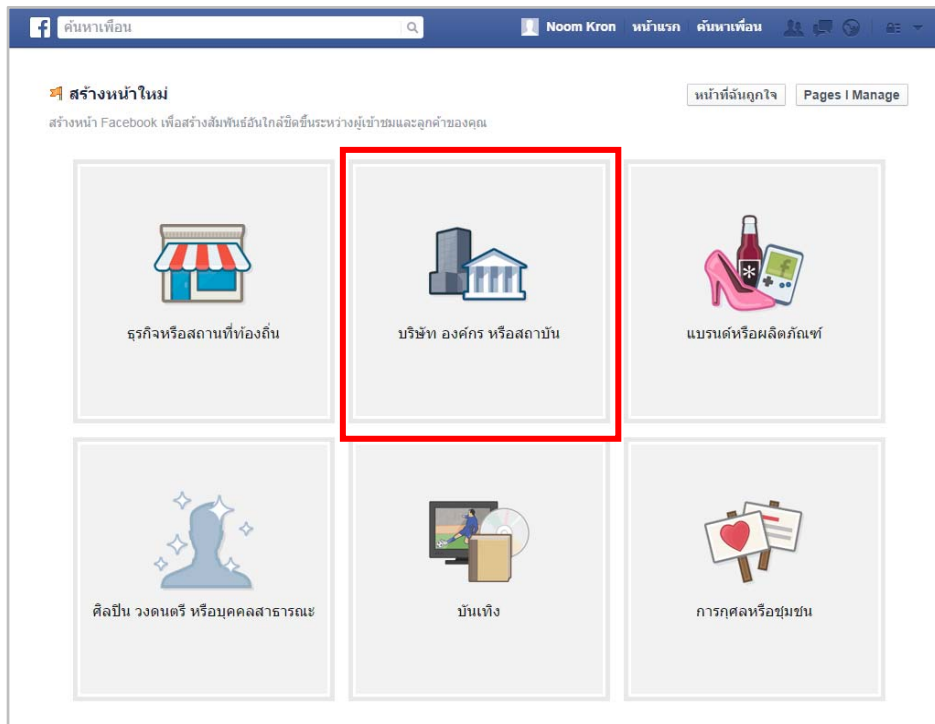 ค้นหาเพื่อน
Noom Kron หน้าแรก ค้นหาเพื่อน
สร้างหน้าใหม่
หน้าที่ฉันถูกใจ Pages I Manage
สร้างหน้า Facebook เพื่อสร้างสัมพันธ์อันใกล้ชิดขึ้นระหว่างผู้เข้าชมและลูกค้าของคุณ
ธุรกิจหรือสถานที่ท้องถิ่น
บริษัท องค์กร หรือสถาบัน
แบรนด์หรือผลิตภัณฑ์
ศิลปิน วงดนตรี หรือบุคคลสาธารณะ
บันเทิง
การกุศลหรือชุมชน